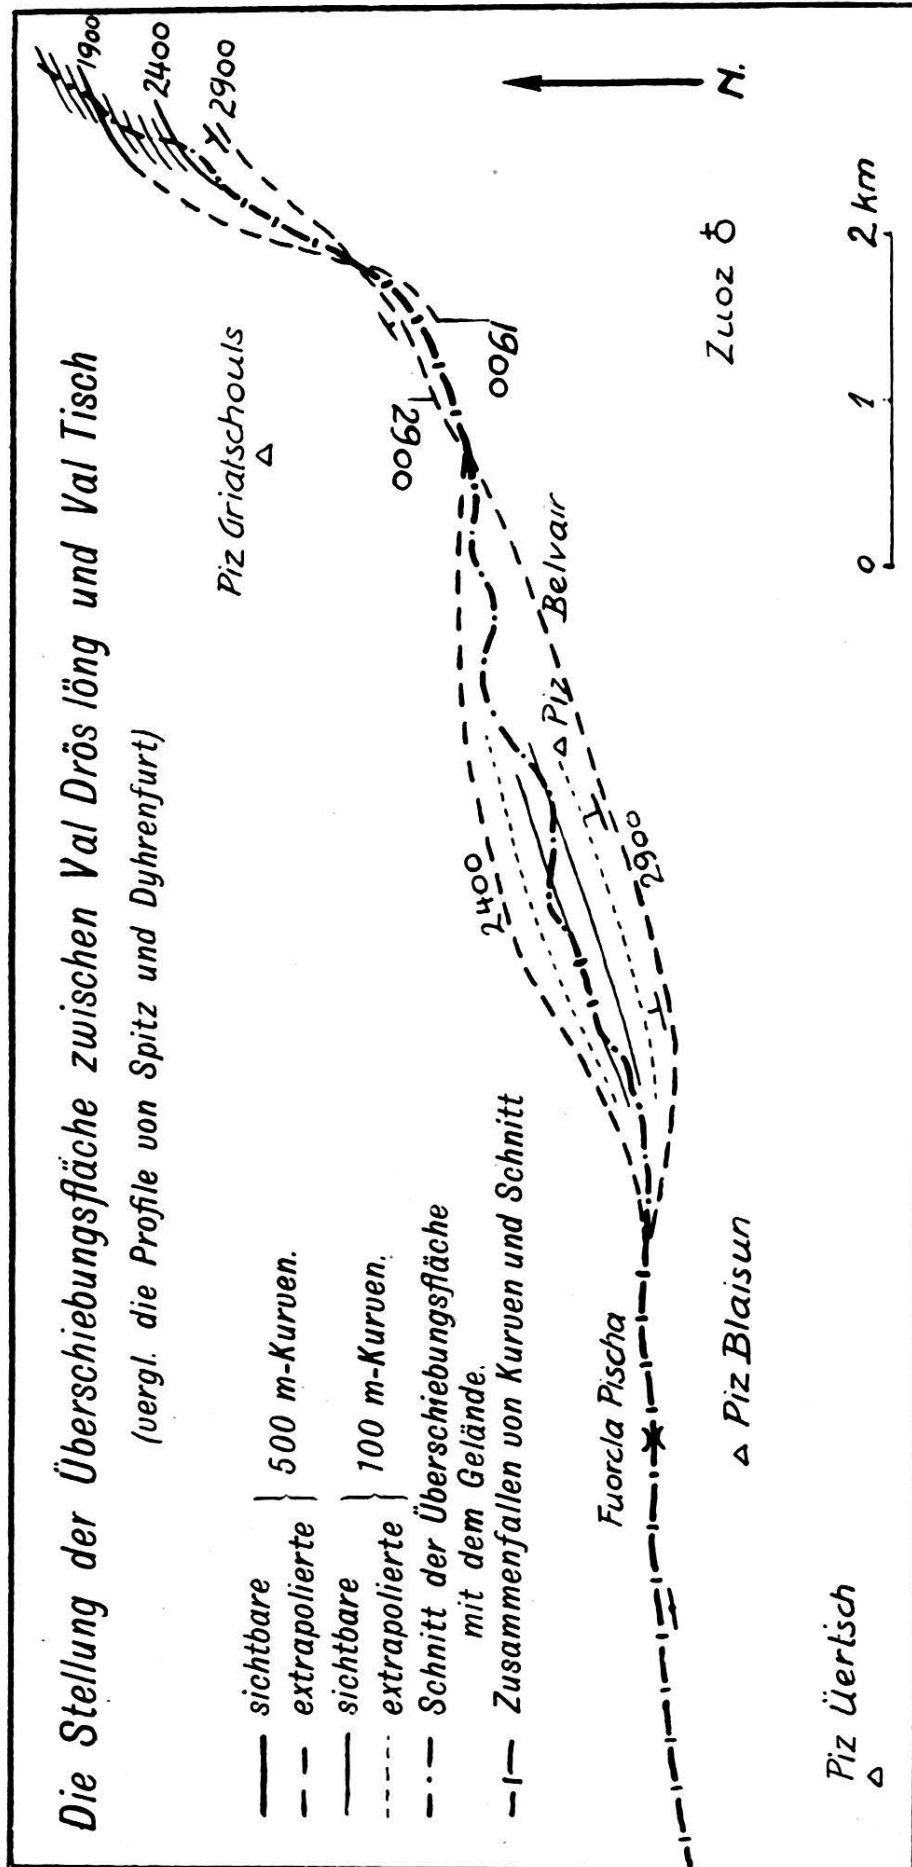 Die Stellung der Überschiebungsfläche zwischen Val Drös löng und Val Tisch
(vergl. die Profile von Spitz und Dyhrenfurt)
sichtbare
extrapolierte
500 m-Kurven.
sichtbare
extrapolierte
100 m-Kurven.
Schnitt der Überschiebungsfläche
mit dem Gelände.
Zusammenfallen von Kurven und Schnitt
1900
2400
2900
N.
Piz Griatschouls
2900
1900
Zuoz
2400
Piz Belvair
2900
Fuorcla Pischa
Piz Blaisun
Piz Üertsch
0 1 2 km